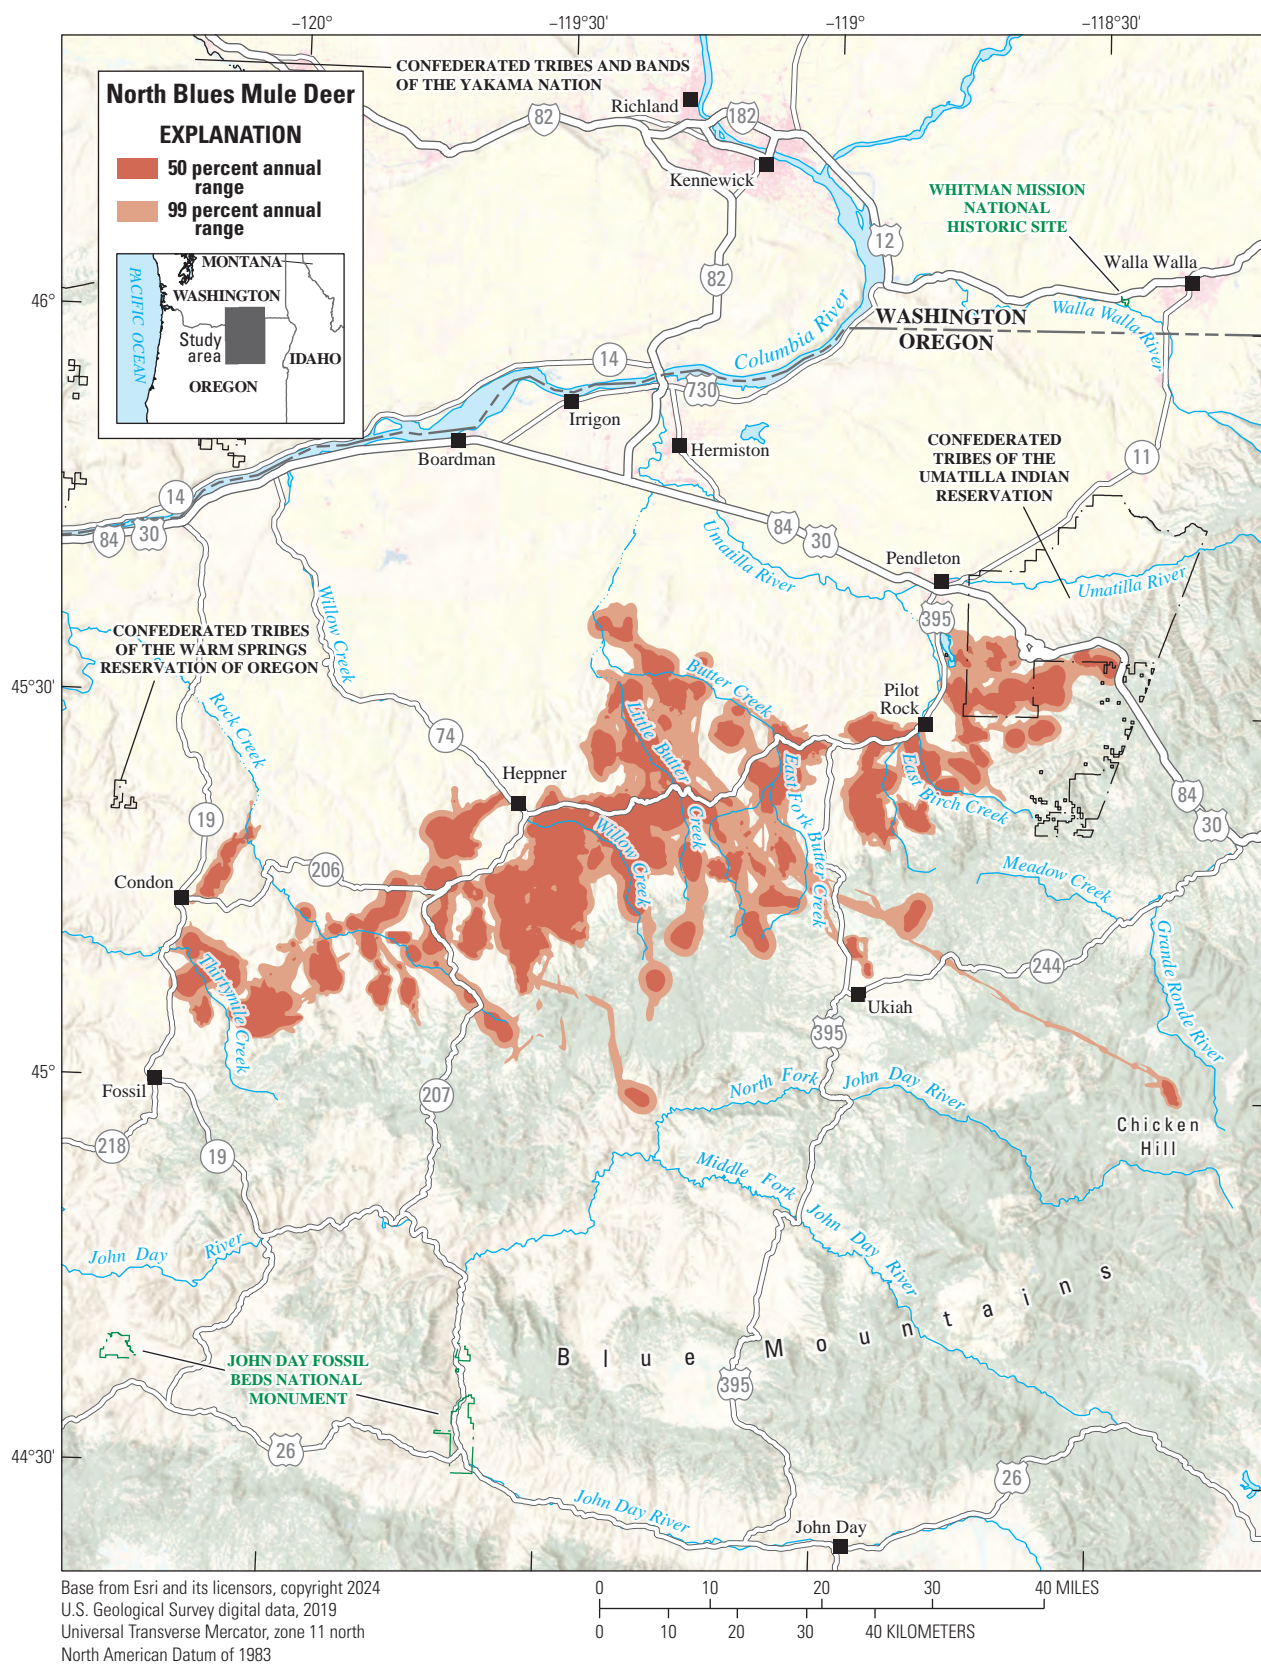 −120°
−119°30'
−119°
−118°30'
CONFEDERATED TRIBES AND BANDS
OF THE YAKAMA NATION
North Blues Mule Deer
EXPLANATION
50 percent annual
range
99 percent annual
range
MONTANA
WASHINGTON
PACIFIC OCEAN
Study
area
IDAHO
OREGON
Richland
82
182
Kennewick
WHITMAN MISSION
NATIONAL
HISTORIC SITE
12
82
Walla Walla
46°
Columbia River
Walla Walla River
WASHINGTON
OREGON
14
730
Irrigon
Boardman
Hermiston
CONFEDERATED
TRIBES OF THE
UMATILLA INDIAN
RESERVATION
11
14
84
30
84
30
Umatilla River
Pendleton
Umatilla River
395
Willow Creek
CONFEDERATED TRIBES
OF THE WARM SPRINGS
RESERVATION OF OREGON
45°30'
Rock Creek
Butter Creek
Pilot
Rock
Little Butter
Creek
74
Heppner
East Fork Butter Creek
East Birch Creek
84
30
19
Willow Creek
206
Condon
Meadow Creek
Grande Ronde River
Thirtymile Creek
244
Ukiah
395
45°
Fossil
207
North Fork
John Day River
Chicken
Hill
218
19
Middle Fork
John Day River
John Day River
Blue Mountains
JOHN DAY FOSSIL
BEDS NATIONAL
MONUMENT
395
44°30'
26
26
John Day River
John Day
Base from Esri and its licensors, copyright 2024
U.S. Geological Survey digital data, 2019
Universal Transverse Mercator, zone 11 north
North American Datum of 1983
0 10 20 30 40 MILES
0 10 20 30 40 KILOMETERS